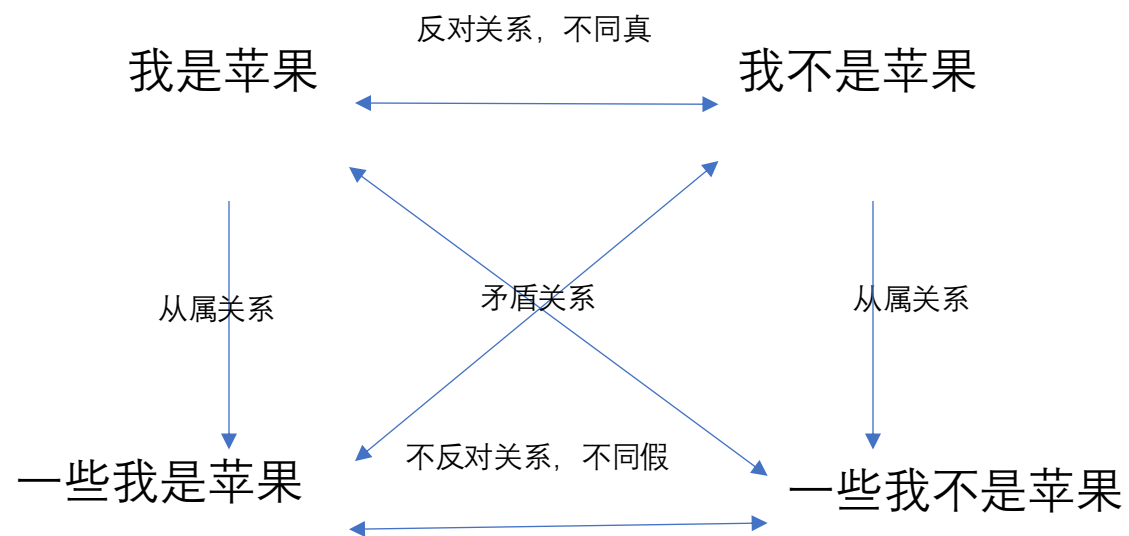 反对关系，不同真
我是苹果
我不是苹果
从属关系
矛盾关系
从属关系
不反对关系，不同假
一些我是苹果
一些我不是苹果